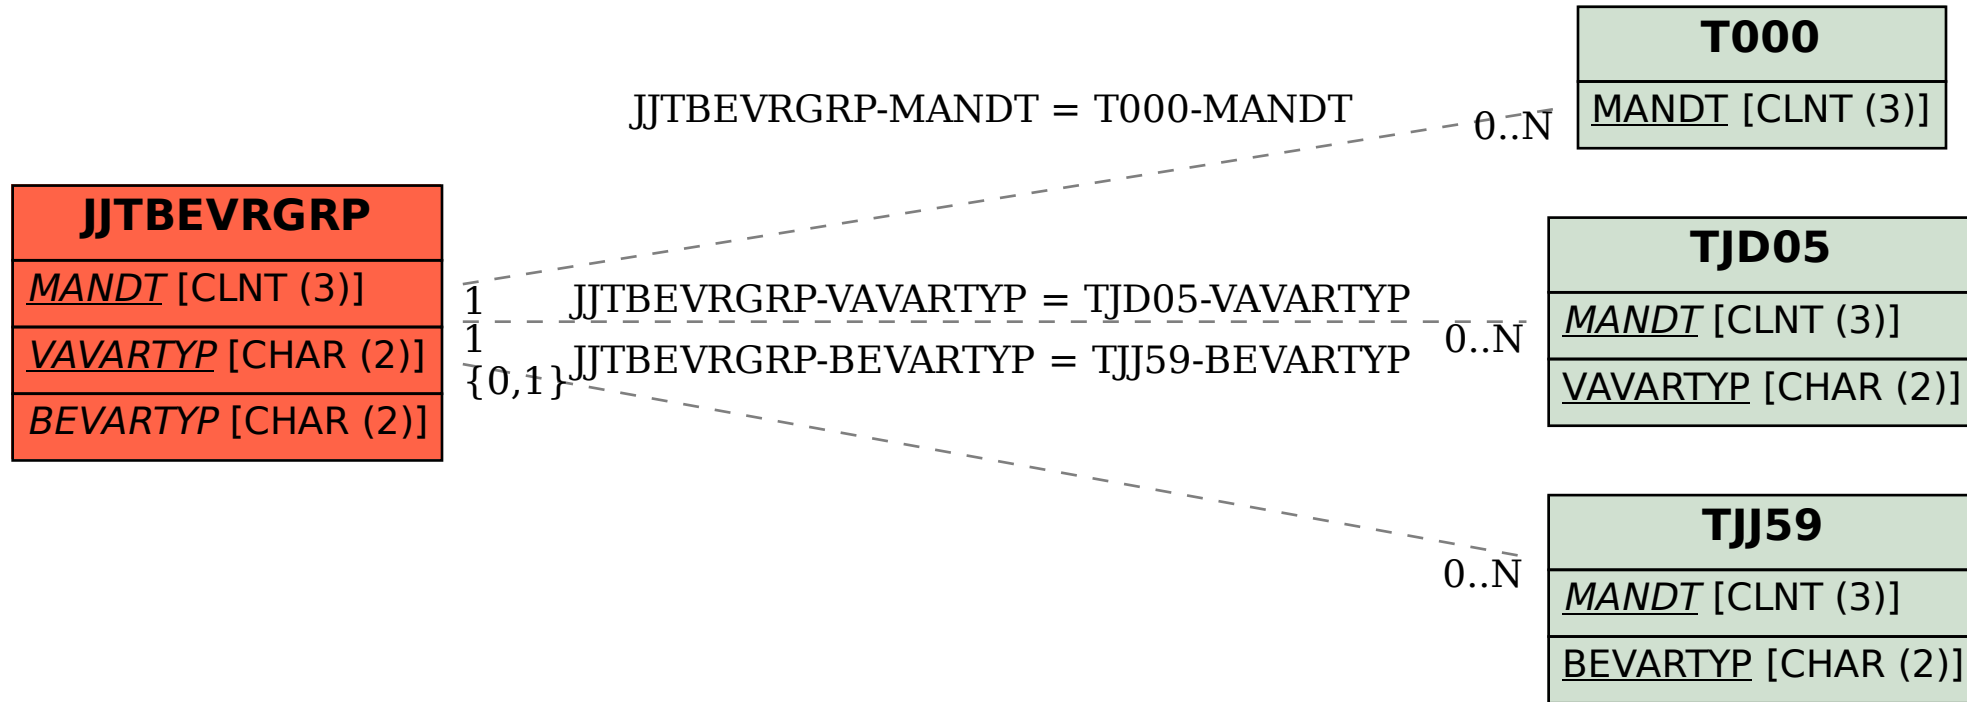 T000
MANDT [CLNT (3)]
JJTBEVRGRP-MANDT = T000-MANDT
0..N
JJTBEVRGRP
MANDT [CLNT (3)]
VAVARTYP [CHAR (2)]
BEVARTYP [CHAR (2)]
1
JJTBEVRGRP-VAVARTYP = TJD05-VAVARTYP
1
0..N
JJTBEVRGRP-BEVARTYP = TJJ59-BEVARTYP
{0,1}
TJD05
MANDT [CLNT (3)]
VAVARTYP [CHAR (2)]
0..N
TJJ59
MANDT [CLNT (3)]
BEVARTYP [CHAR (2)]